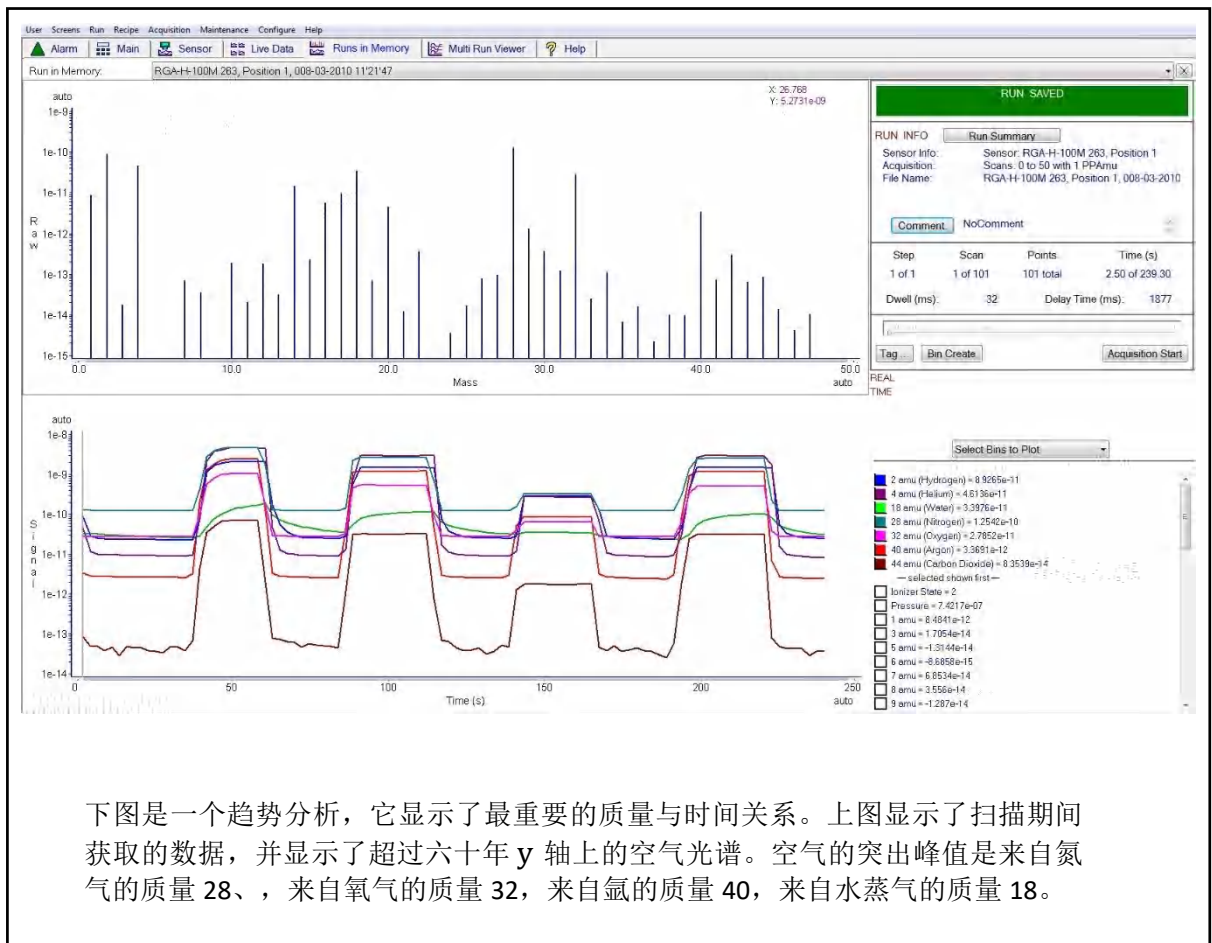 User Screens Run Recipe Acquisition Maintenance Configure Help
Alarm Main Sensor Live Data Runs in Memory Multi Run Viewer Help
Run in Memory: RGA-H-100M 263, Position 1, 008-03-2010 11'21'47
auto
X: 26.768
Y: 5.2731e-09
1e-9
1e-10
1e-11
1e-12
1e-13
1e-14
1e-15
Raw
0.0 10.0 20.0 30.0 40.0 50.0
Mass
auto
RUN SAVED
RUN INFO Run Summary
Sensor Info: Sensor: RGA-H-100M 263, Position 1
Acquisition: Scans: 0 to 50 with 1 PPAmu
File Name: RGA-H-100M 263, Position 1, 008-03-2010
Comment NoComment
Step Scan Points Time (s)
1 of 1 1 of 101 101 total 2.50 of 239.30
Dwell (ms): 32 Delay Time (ms): 1877
Tag... Bin Create Acquisition Start
REAL
TIME
auto
1e-8
1e-9
1e-10
1e-11
1e-12
1e-13
1e-14
Signal
0 50 100 150 200 250
Time (s)
auto
Select Bins to Plot
2 amu (Hydrogen) = 8.9265e-11
4 amu (Helium) = 4.6136e-11
18 amu (Water) = 3.3976e-11
28 amu (Nitrogen) = 1.2542e-10
32 amu (Oxygen) = 2.7852e-11
40 amu (Argon) = 3.3691e-12
44 amu (Carbon Dioxide) = 8.3539e-14
— selected shown first —
Ionizer State = 2
Pressure = 7.4217e-07
1 amu = 8.4841e-12
3 amu = 1.7054e-14
5 amu = -1.3144e-14
6 amu = -8.6858e-15
7 amu = 6.8534e-14
8 amu = 3.556e-14
9 amu = -1.287e-14
下图是一个趋势分析，它显示了最重要的质量与时间关系。上图显示了扫描期间
获取的数据，并显示了超过六十年 y 轴上的空气光谱。空气的突出峰值是来自氮
气的质量 28、，来自氧气的质量 32，来自氩的质量 40，来自水蒸气的质量 18。